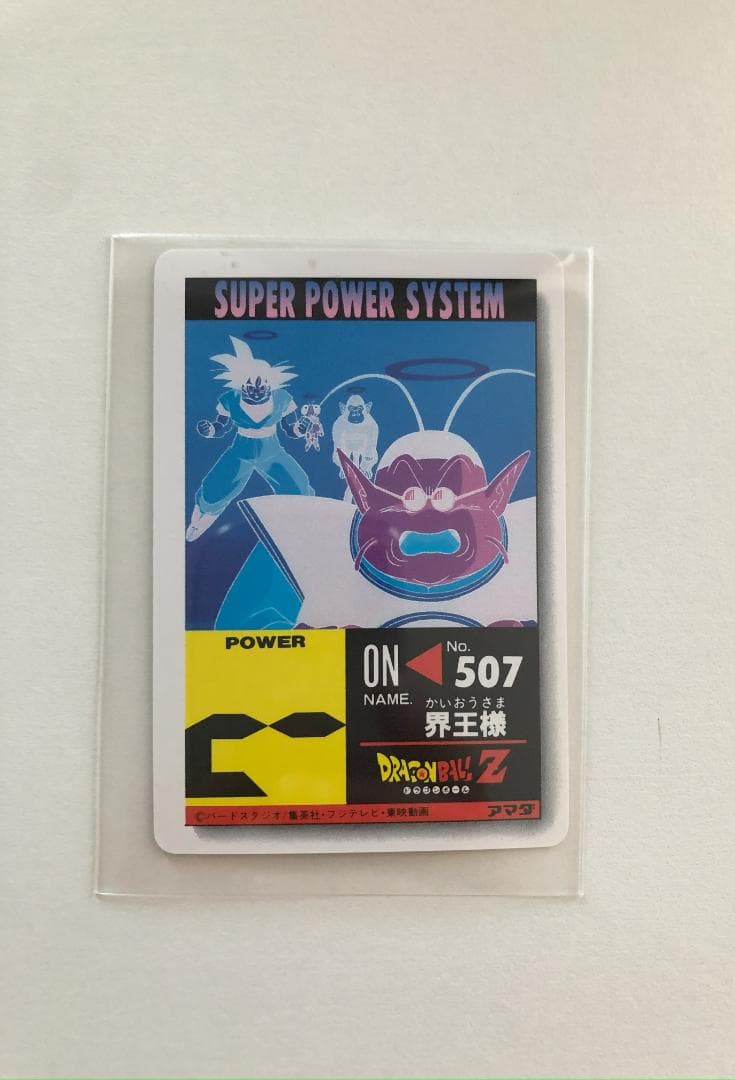 SUPER POWER SYSTEM
POWER
ON
No.
507
NAME.
かいおうさま
界王様
DRAGON BALL Z
ドラゴンボール
©バードスタジオ/集英社・フジテレビ・東映動画
アマダ